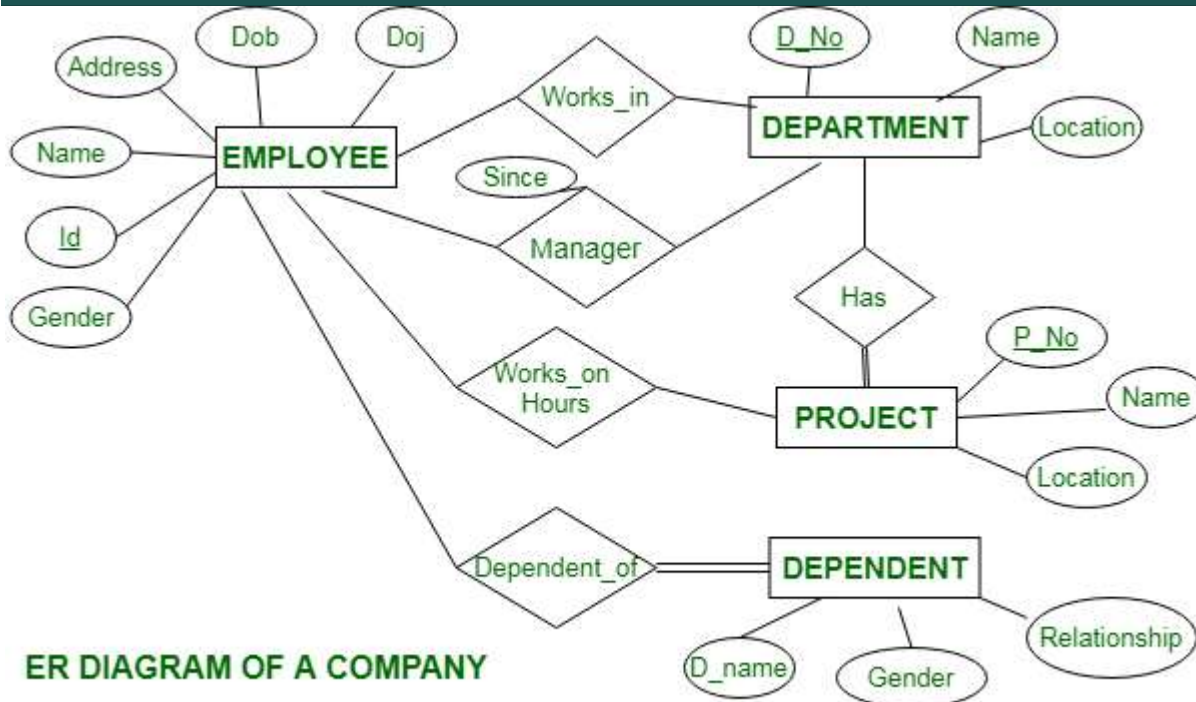 Dob
Doj
D_No
Name
Address
Works_in
DEPARTMENT
Location
Name
EMPLOYEE
Since
Id
Manager
Gender
Has
P_No
Works_on
Hours
Name
PROJECT
Location
Dependent_of
DEPENDENT
Relationship
D_name
Gender
ER DIAGRAM OF A COMPANY